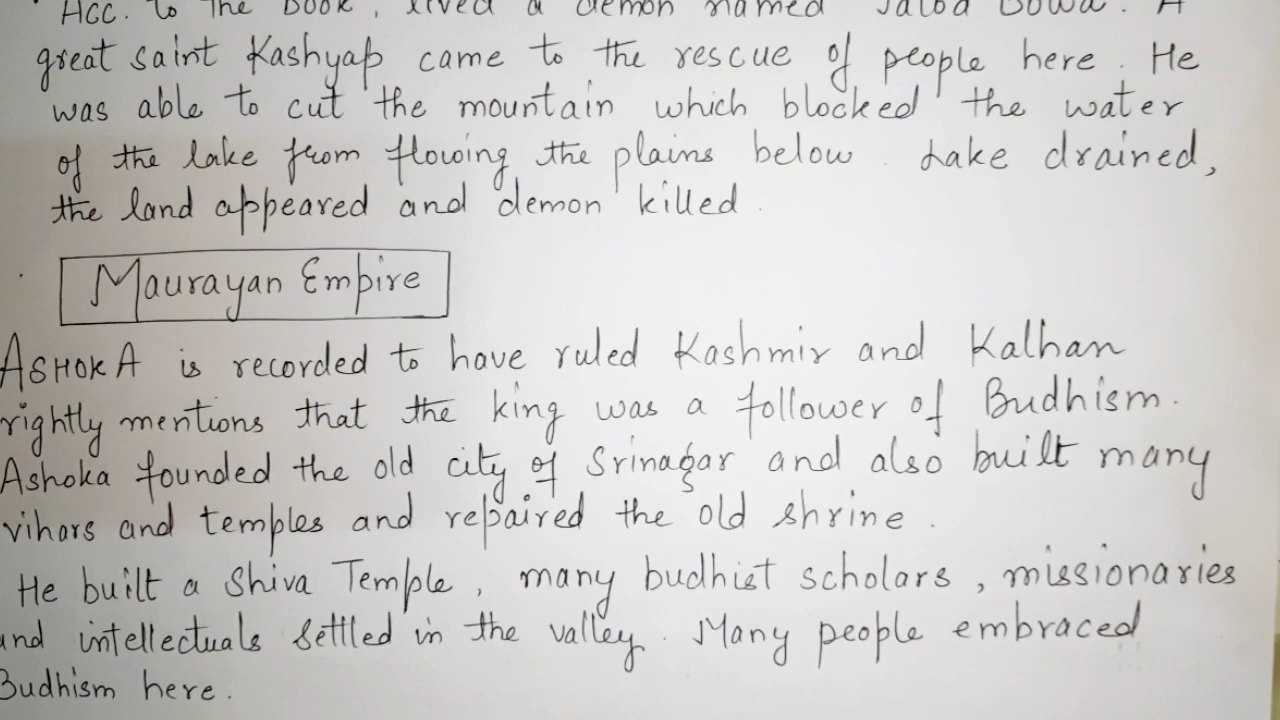 Acc. to the book, lived a demon named Jalod Bowa. A
great saint Kashyap came to the rescue of people here. He
was able to cut the mountain which blocked the water
of the lake from flowing the plains below. Lake drained,
the land appeared and demon killed.
Maurayan Empire
ASHOKA is recorded to have ruled Kashmir and Kalhan
rightly mentions that the king was a follower of Budhism.
Ashoka founded the old city of Srinagar and also built many
vihars and temples and repaired the old shrine.
He built a Shiva Temple, many budhist scholars, missionaries
and intellectuals settled in the valley. Many people embraced
Budhism here.